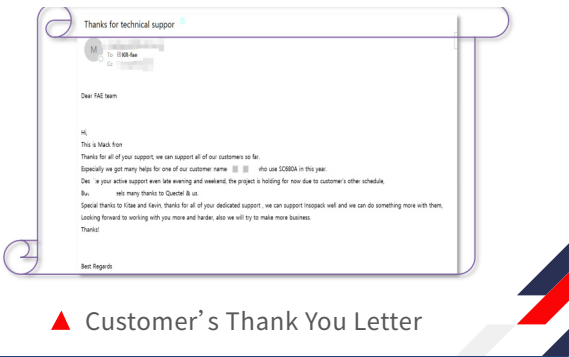 Thanks for technical suppor
M
To KR-fae
Cc
Dear FAE team
Hi,
This is Mack from
Thanks for all of your support, we can support all of our customers so far.
Especially we got many helps for one of our customer name who use SC680A in this year.
your active support even late evening and weekend, the project is holding for now due to customer's other schedule,
many thanks to Quectel & us.
Special thanks to Kitae and Kevin, thanks for all of your dedicated support , we can support Insopack well and we can do something more with them,
Looking forward to working with you more and harder, also we will try to make more business.
Thanks!
Best Regards
▲ Customer's Thank You Letter